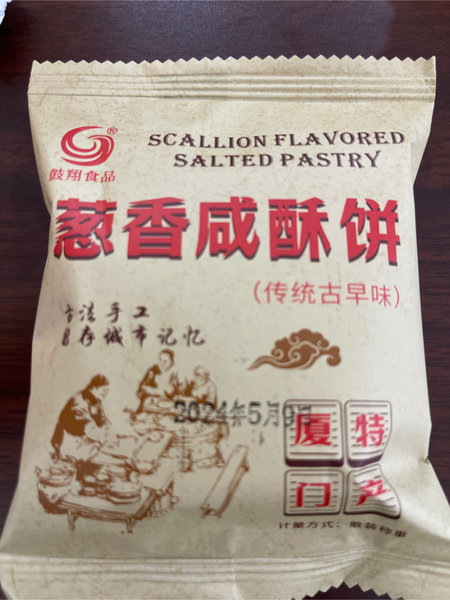 ®
鼓翔食品
SCALLION FLAVORED
SALTED PASTRY
葱香咸酥饼
(传统古早味)
古法手工
留存城市记忆
2024年5月9日
厦特
门产
计量方式：散装称重